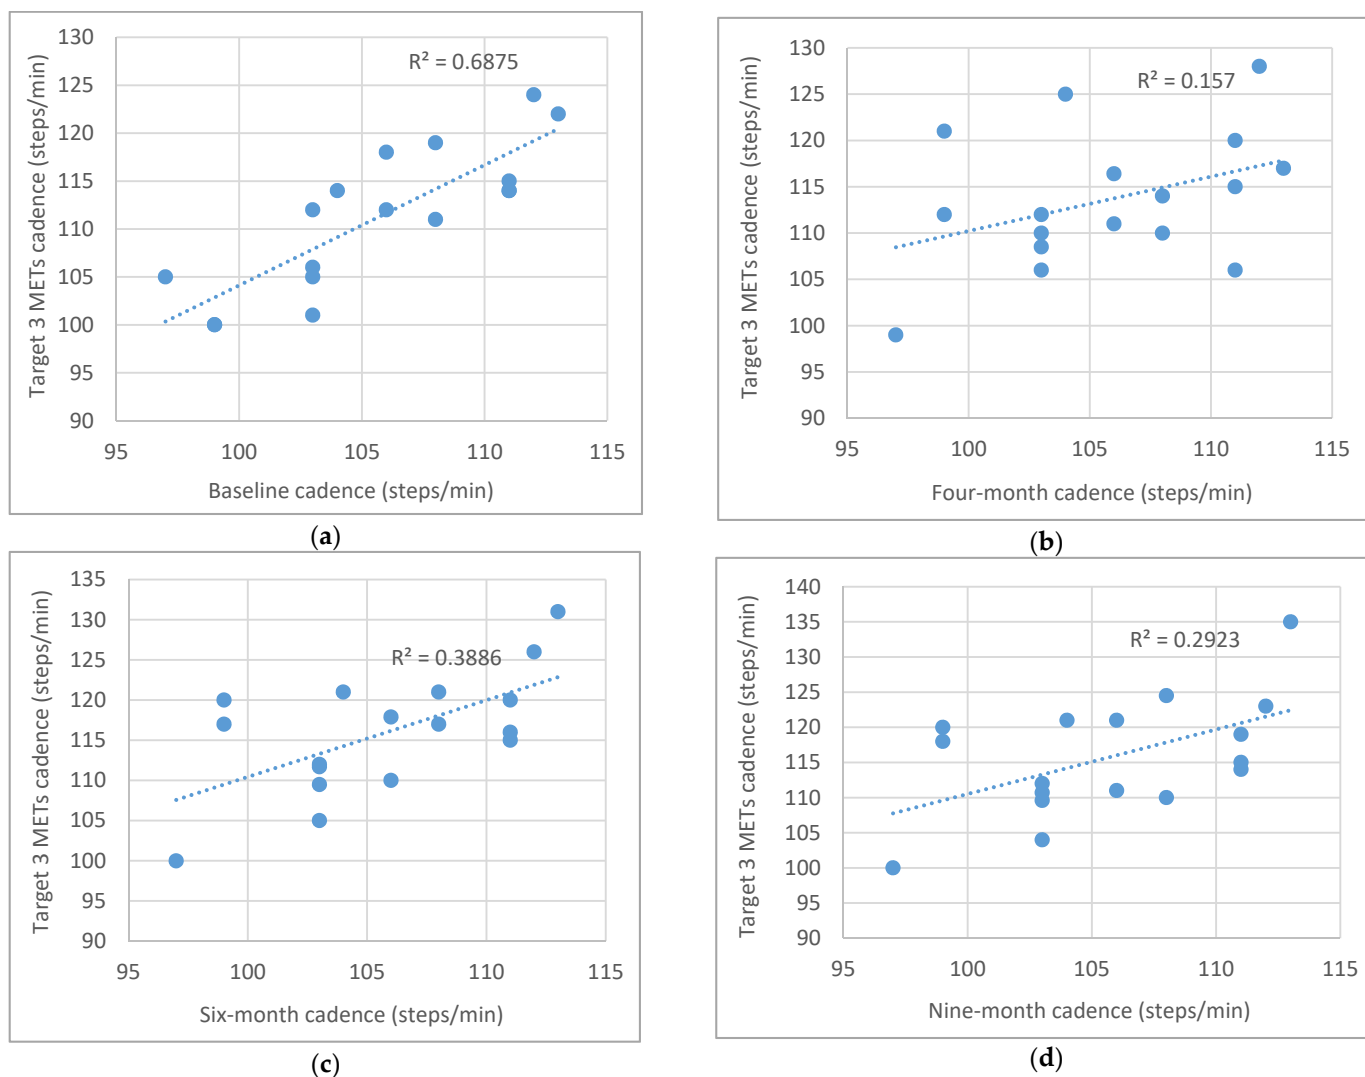 R² = 0.6875
Target 3 METs cadence (steps/min)
130
125
120
115
110
105
100
95
90
95 100 105 110 115
Baseline cadence (steps/min)
(a)
R² = 0.157
Target 3 METs cadence (steps/min)
130
125
120
115
110
105
100
95
90
95 100 105 110 115
Four-month cadence (steps/min)
(b)
R² = 0.3886
Target 3 METs cadence (steps/min)
135
130
125
120
115
110
105
100
95
90
95 100 105 110 115
Six-month cadence (steps/min)
(c)
R² = 0.2923
Target 3 METs cadence (steps/min)
140
135
130
125
120
115
110
105
100
95
90
95 100 105 110 115
Nine-month cadence (steps/min)
(d)